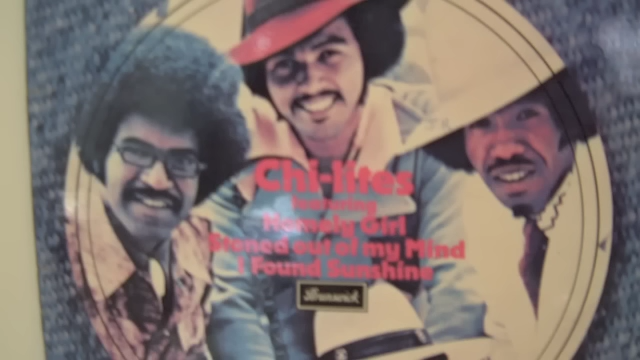 Chi-lites
featuring
Homely Girl
Stoned out of my Mind
I Found Sunshine
Brunswick